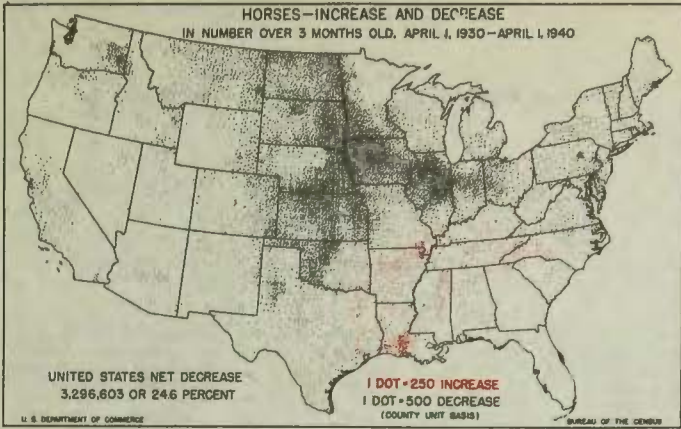 HORSES—INCREASE AND DECREASE
IN NUMBER OVER 3 MONTHS OLD, APRIL 1, 1930—APRIL 1, 1940
UNITED STATES NET DECREASE
3,296,603 OR 24.6 PERCENT
1 DOT = 250 INCREASE
1 DOT = 500 DECREASE
(COUNTY UNIT BASIS)
U. S. DEPARTMENT OF COMMERCE
BUREAU OF THE CENSUS